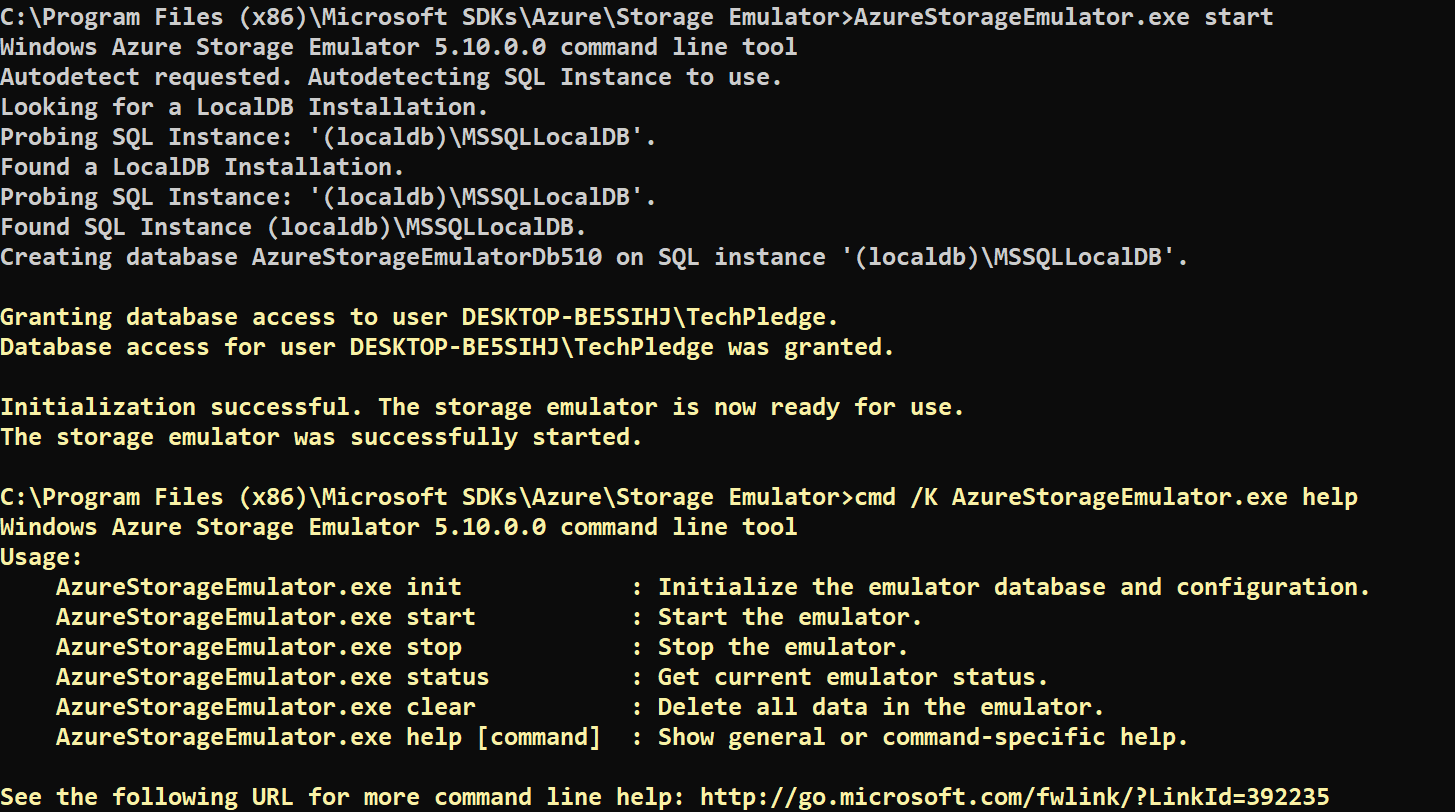 C:\Program Files (x86)\Microsoft SDKs\Azure\Storage Emulator>AzureStorageEmulator.exe start
Windows Azure Storage Emulator 5.10.0.0 command line tool
Autodetect requested. Autodetecting SQL Instance to use.
Looking for a LocalDB Installation.
Probing SQL Instance: '(localdb)\MSSQLLocalDB'.
Found a LocalDB Installation.
Probing SQL Instance: '(localdb)\MSSQLLocalDB'.
Found SQL Instance (localdb)\MSSQLLocalDB.
Creating database AzureStorageEmulatorDb510 on SQL instance '(localdb)\MSSQLLocalDB'.
Granting database access to user DESKTOP-BE5SIHJ\TechPledge.
Database access for user DESKTOP-BE5SIHJ\TechPledge was granted.
Initialization successful. The storage emulator is now ready for use.
The storage emulator was successfully started.
C:\Program Files (x86)\Microsoft SDKs\Azure\Storage Emulator>cmd /K AzureStorageEmulator.exe help
Windows Azure Storage Emulator 5.10.0.0 command line tool
Usage:
    AzureStorageEmulator.exe init            : Initialize the emulator database and configuration.
    AzureStorageEmulator.exe start           : Start the emulator.
    AzureStorageEmulator.exe stop            : Stop the emulator.
    AzureStorageEmulator.exe status          : Get current emulator status.
    AzureStorageEmulator.exe clear           : Delete all data in the emulator.
    AzureStorageEmulator.exe help [command]  : Show general or command-specific help.
See the following URL for more command line help: http://go.microsoft.com/fwlink/?LinkId=392235